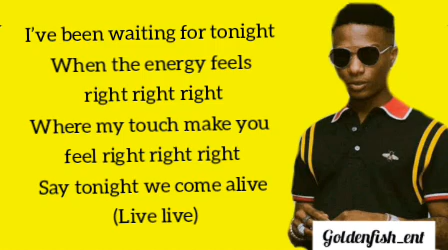 I've been waiting for tonight
When the energy feels
right right right
Where my touch make you
feel right right right
Say tonight we come alive
(Live live)
Goldenfish_ent